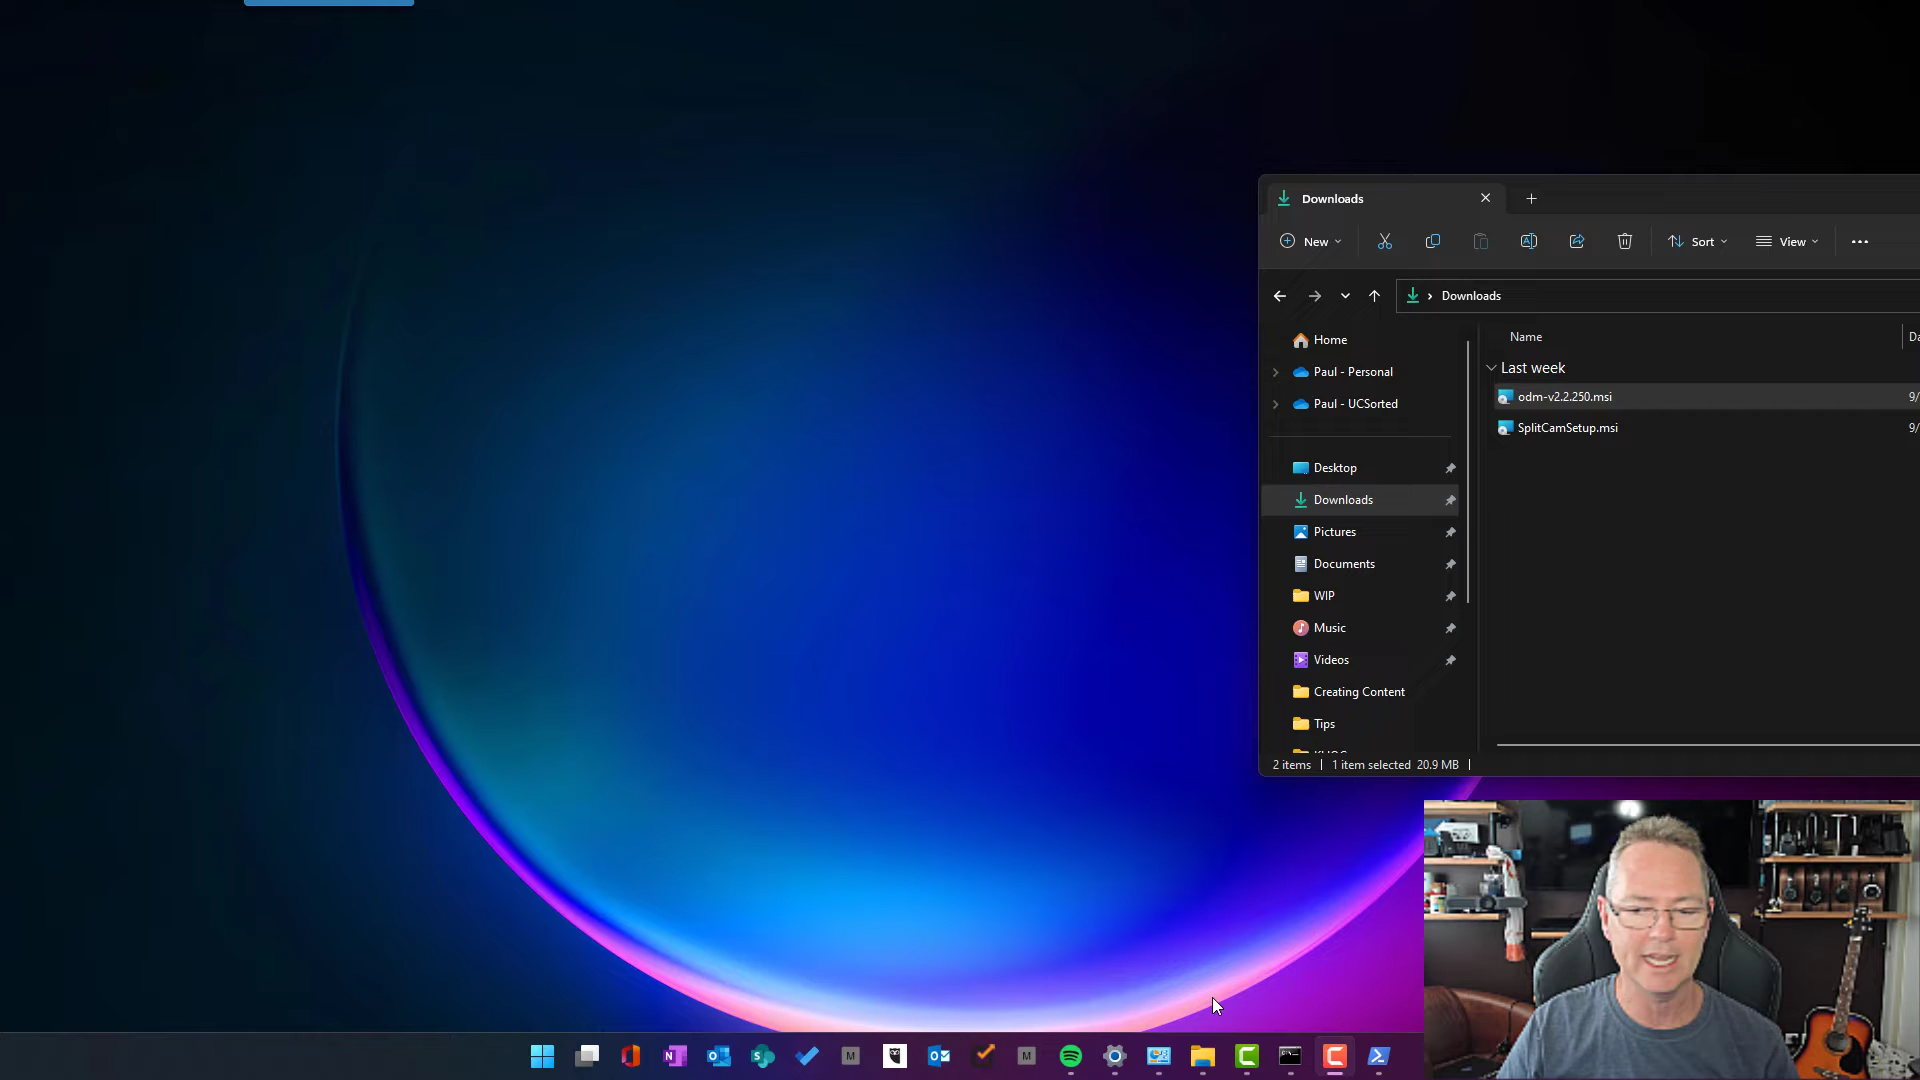 Downloads
New
Sort
View
Downloads
Home
Name
Last week
Paul - Personal
odm-v2.2.250.msi
9/
Paul - UCSorted
SplitCamSetup.msi
9/
Desktop
Downloads
Pictures
Documents
WIP
Music
Videos
Creating Content
Tips
2 items
1 item selected 20.9 MB